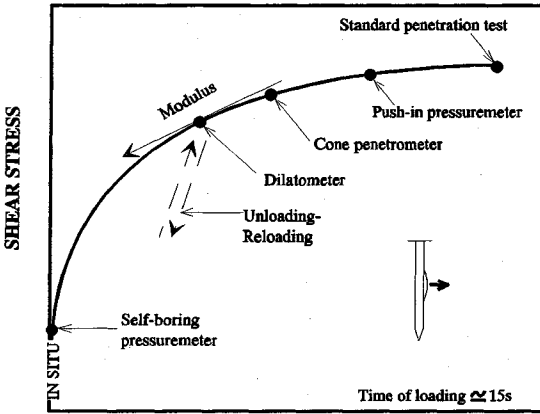 Standard penetration test
Modulus
Push-in pressuremeter
Cone penetrometer
Dilatometer
Unloading-
Reloading
SHEAR STRESS
Self-boring
pressuremeter
IN SITU
Time of loading ≃ 15s